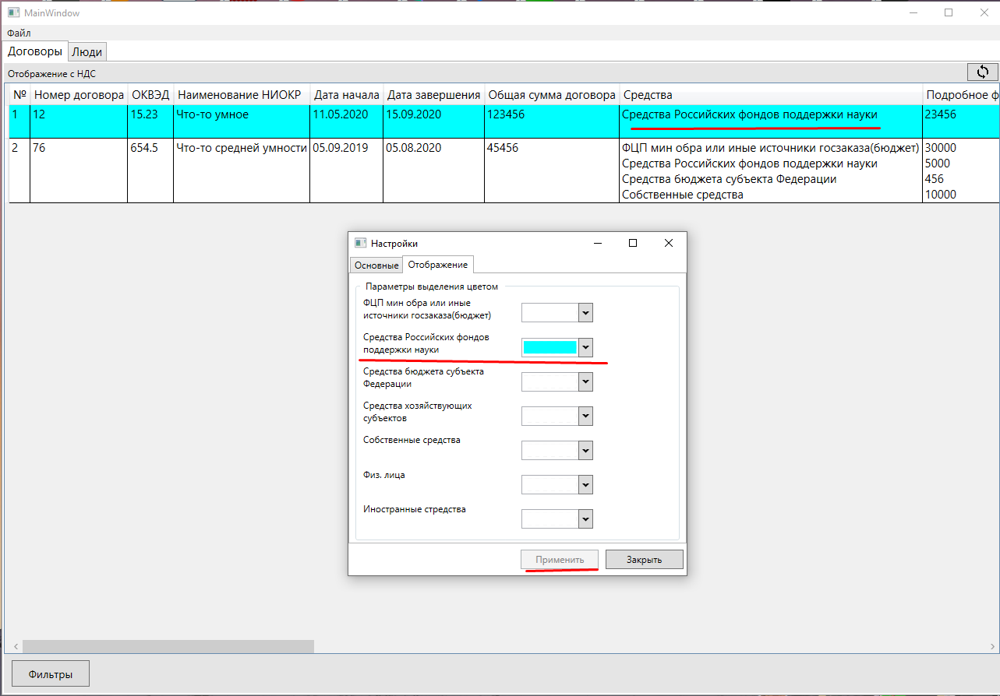 MainWindow
Файл
Договоры Люди
Отображение с НДС
№ Номер договора ОКВЭД Наименование НИОКР Дата начала Дата завершения Общая сумма договора Средства Подробное ф
1 12 15.23 Что-то умное 11.05.2020 15.09.2020 123456 Средства Российских фондов поддержки науки 23456
2 76 654.5 Что-то средней умности 05.09.2019 05.08.2020 45456 ФЦП мин обра или иные источники госзаказа(бюджет) 30000
Средства Российских фондов поддержки науки 5000
Средства бюджета субъекта Федерации 456
Собственные средства 10000
Настройки
Основные Отображение
Параметры выделения цветом
ФЦП мин обра или иные
источники госзаказа(бюджет)
Средства Российских фондов
поддержки науки
Средства бюджета субъекта
Федерации
Средства хозяйствующих
субъектов
Собственные средства
Физ. лица
Иностранные стредства
Применить Закрыть
Фильтры